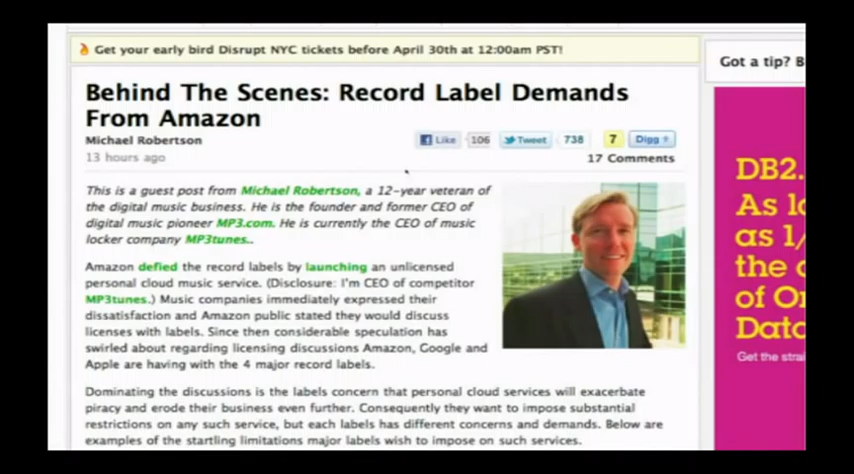 Get your early bird Disrupt NYC tickets before April 30th at 12:00am PST!
Got a tip?
Behind The Scenes: Record Label Demands
From Amazon
Michael Robertson
Like 106 Tweet 738 7 Digg
13 hours ago
17 Comments
This is a guest post from Michael Robertson, a 12-year veteran of
the digital music business. He is the founder and former CEO of
digital music pioneer MP3.com. He is currently the CEO of music
locker company MP3tunes..
Amazon defied the record labels by launching an unlicensed
personal cloud music service. (Disclosure: I'm CEO of competitor
MP3tunes.) Music companies immediately expressed their
dissatisfaction and Amazon public stated they would discuss
licenses with labels. Since then considerable speculation has
swirled about regarding licensing discussions Amazon, Google and
Apple are having with the 4 major record labels.
Dominating the discussions is the labels concern that personal cloud services will exacerbate
piracy and erode their business even further. Consequently they want to impose substantial
restrictions on any such service, but each labels has different concerns and demands. Below are
examples of the startling limitations major labels wish to impose on such services.
DB2.
As
as 1/
the
of
Get the